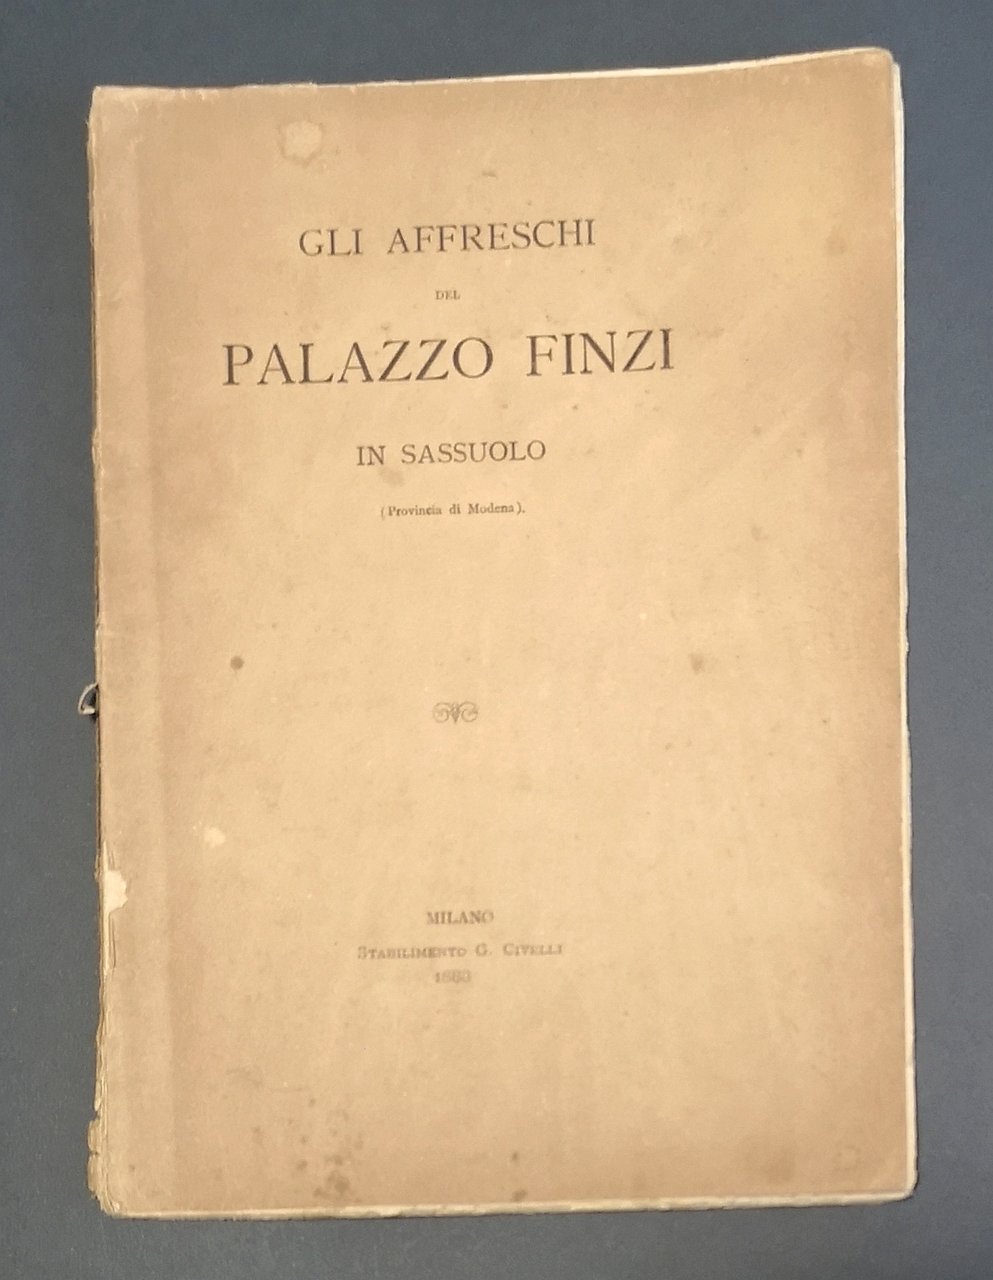 GLI AFFRESCHI
DEL
PALAZZO FINZI
IN SASSUOLO
(Provincia di Modena).
MILANO
STABILIMENTO G. CIVELLI